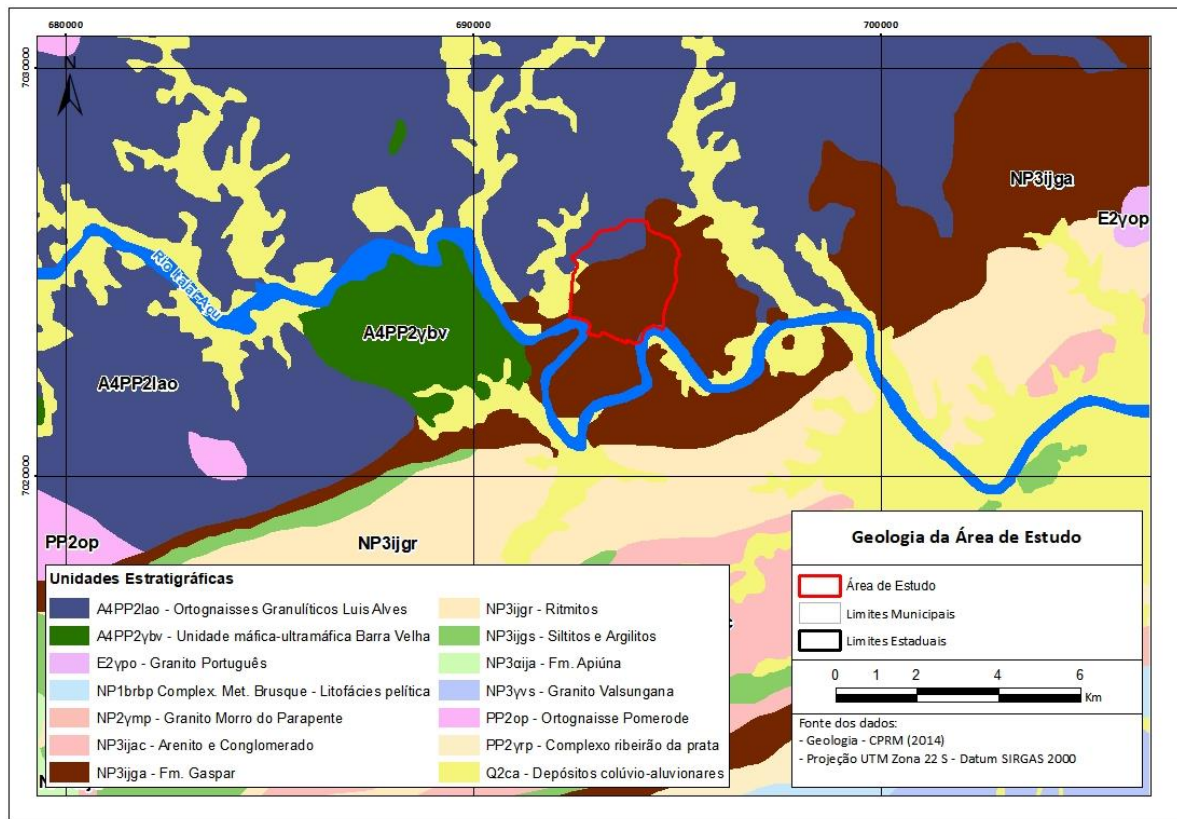 680000
690000
700000
7030000
N
NP3ijga
E2γop
Rio Itajaí-Açu
A4PP2γbv
A4PP2lao
7020000
PP2op
NP3ijgr
c
Geologia da Área de Estudo
Área de Estudo
Limites Municipais
Limites Estaduais
0 1 2 4 6
Km
Fonte dos dados:
- Geologia - CPRM (2014)
- Projeção UTM Zona 22 S - Datum SIRGAS 2000
Unidades Estratigráficas
A4PP2lao - Ortognaisses Granulíticos Luis Alves
A4PP2γbv - Unidade máfica-ultramáfica Barra Velha
E2γpo - Granito Português
NP1brbp Complex. Met. Brusque - Litofácies pelítica
NP2γmp - Granito Morro do Parapente
NP3ijac - Arenito e Conglomerado
NP3ijga - Fm. Gaspar
NP3ijgr - Ritmitos
NP3ijgs - Siltitos e Argilitos
NP3αija - Fm. Apiúna
NP3γvs - Granito Valsungana
PP2op - Ortognaisse Pomerode
PP2γrp - Complexo ribeirão da prata
Q2ca - Depósitos colúvio-aluvionares